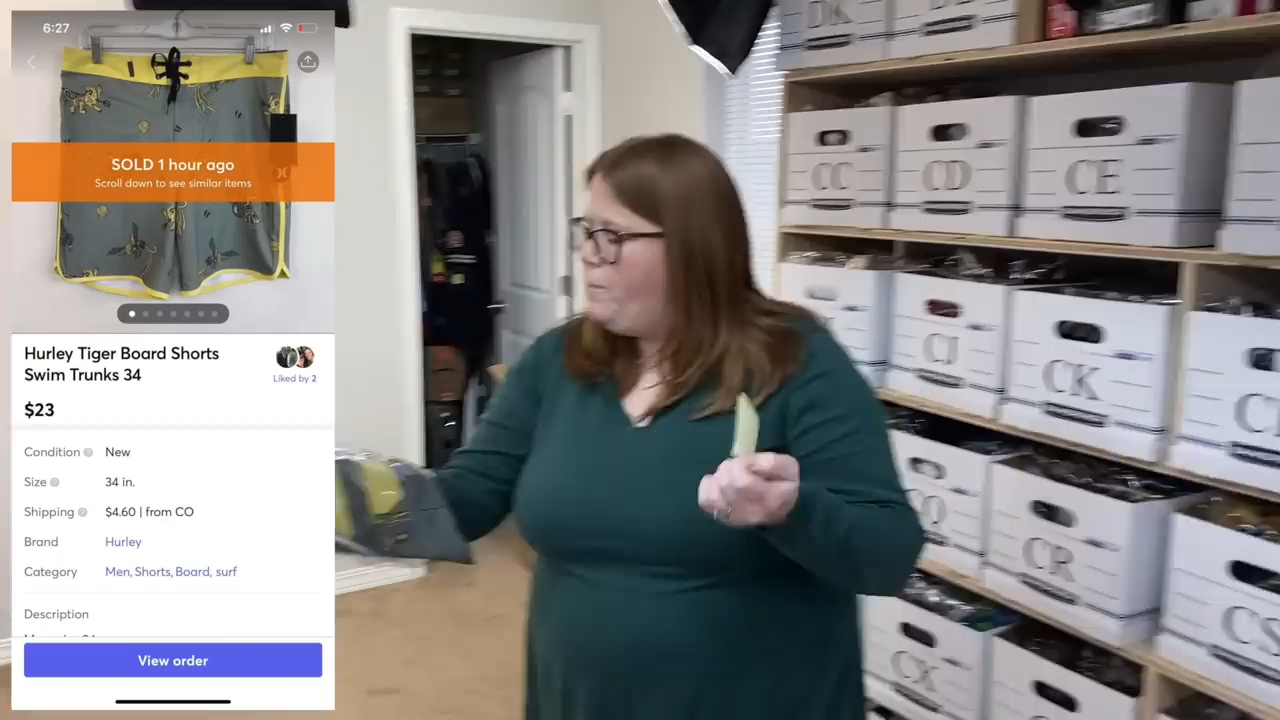 6:27
SOLD 1 hour ago
Scroll down to see similar items
Hurley Tiger Board Shorts
Swim Trunks 34
Liked by 2
$23
Condition New
Size 34 in.
Shipping $4.60 | from CO
Brand Hurley
Category Men, Shorts, Board, surf
Description
View order
DK
CC
CD
CE
CJ
CK
CR
CS
CX